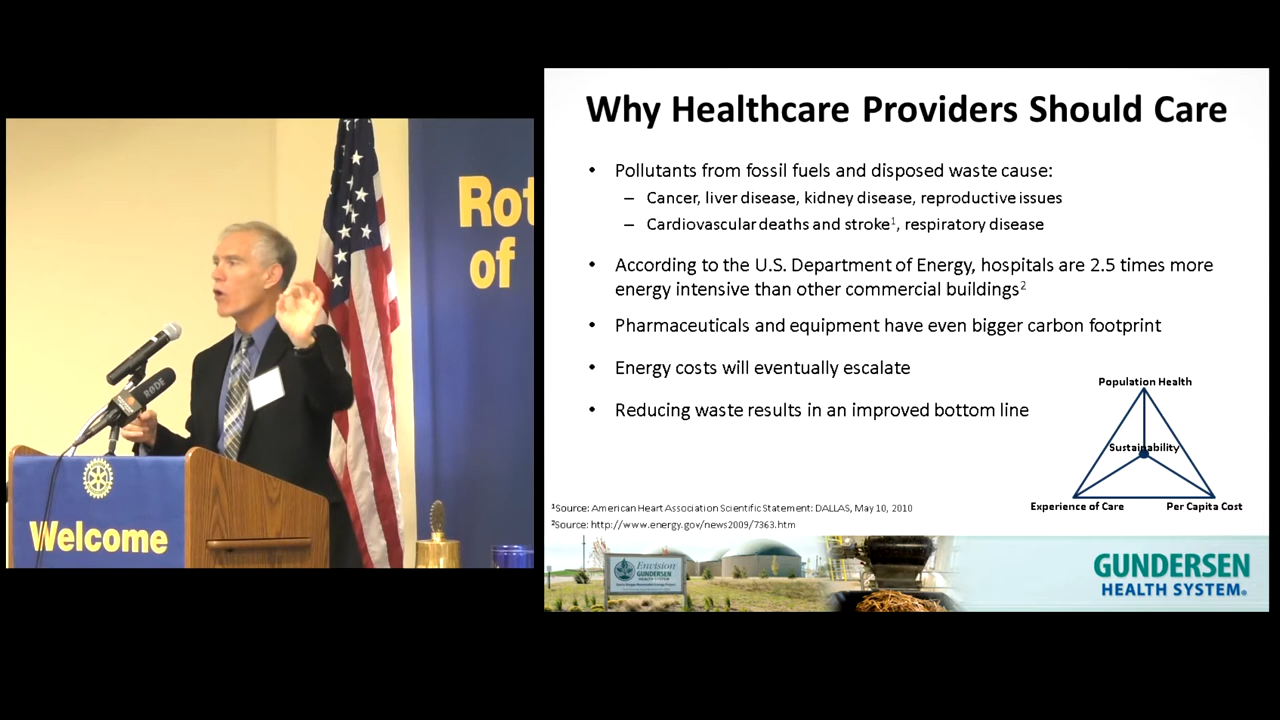 Rot
of
RODE
Welcome
Why Healthcare Providers Should Care
• Pollutants from fossil fuels and disposed waste cause:
– Cancer, liver disease, kidney disease, reproductive issues
– Cardiovascular deaths and stroke¹, respiratory disease
• According to the U.S. Department of Energy, hospitals are 2.5 times more
energy intensive than other commercial buildings²
• Pharmaceuticals and equipment have even bigger carbon footprint
• Energy costs will eventually escalate
• Reducing waste results in an improved bottom line
Population Health
Sustainability
Experience of Care
Per Capita Cost
¹Source: American Heart Association Scientific Statement: DALLAS, May 10, 2010
²Source: http://www.energy.gov/news2009/7363.htm
Envision
GUNDERSEN
HEALTH SYSTEM
GUNDERSEN
HEALTH SYSTEM®